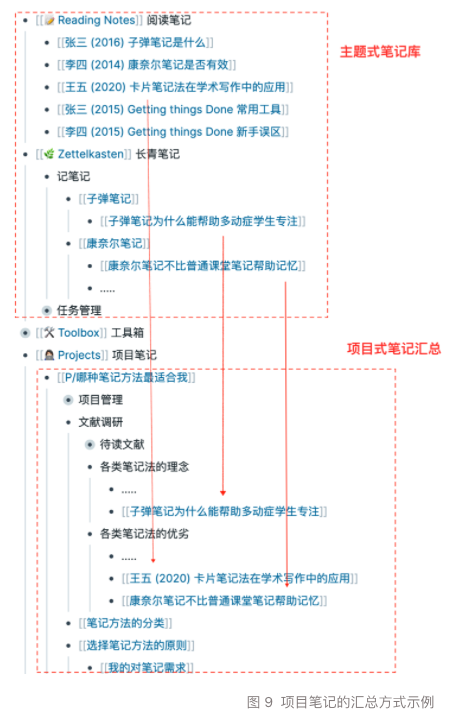 [[📝 Reading Notes]] 阅读笔记
[[张三 (2016) 子弹笔记是什么]]
[[李四 (2014) 康奈尔笔记是否有效]]
[[王五 (2020) 卡片笔记法在学术写作中的应用]]
[[张三 (2015) Getting things Done 常用工具]]
[[李四 (2015) Getting things Done 新手误区]]
主题式笔记库
[[🌿 Zettelkasten]] 长青笔记
记笔记
[[子弹笔记]]
[[子弹笔记为什么能帮助多动症学生专注]]
[[康奈尔笔记]]
[[康奈尔笔记不比普通课堂笔记帮助记忆]]
.....
任务管理
[[🛠 Toolbox]] 工具箱
[[👩🏻‍💻 Projects]] 项目笔记
项目式笔记汇总
[[P/哪种笔记方法最适合我]]
项目管理
文献调研
待读文献
各类笔记法的理念
.....
[[子弹笔记为什么能帮助多动症学生专注]]
各类笔记法的优劣
.....
[[王五 (2020) 卡片笔记法在学术写作中的应用]]
[[康奈尔笔记不比普通课堂笔记帮助记忆]]
[[笔记方法的分类]]
[[选择笔记方法的原则]]
[[我的对笔记需求]]
图 9 项目笔记的汇总方式示例